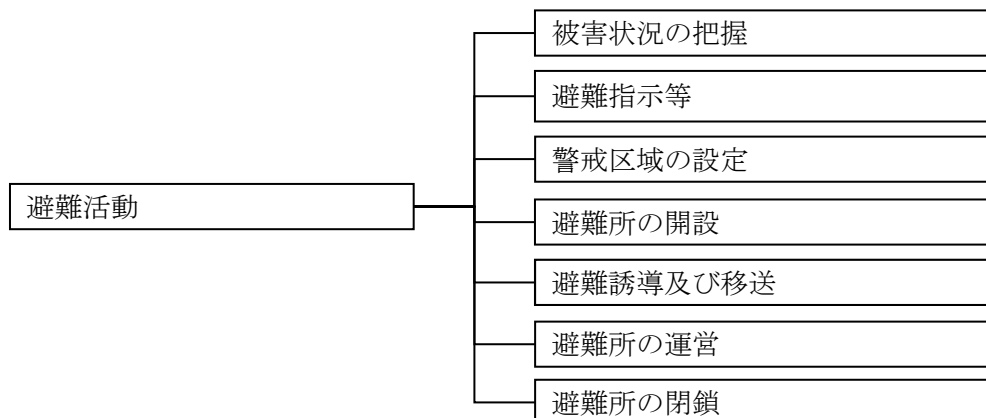 被害状況の把握
避難指示等
警戒区域の設定
避難活動
避難所の開設
避難誘導及び移送
避難所の運営
避難所の閉鎖